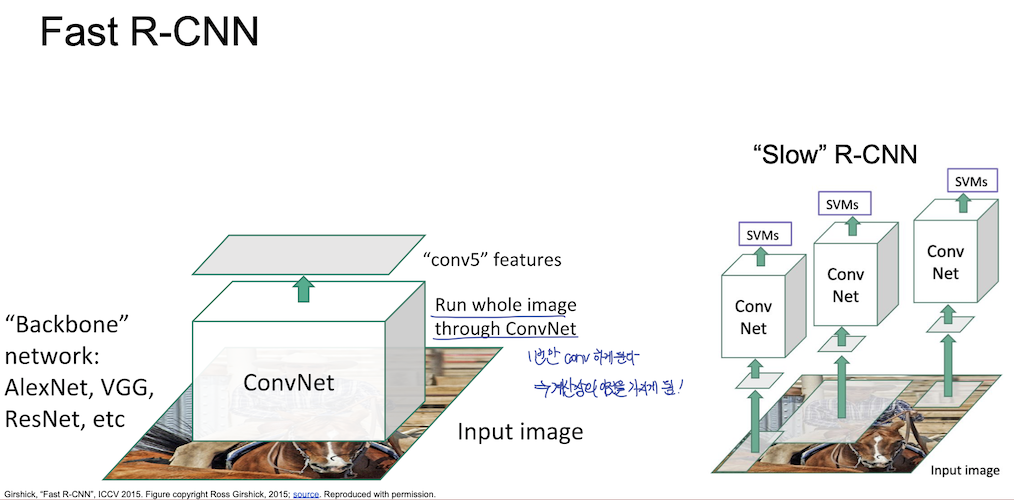 Fast R-CNN
"Slow" R-CNN
SVMs
SVMs
SVMs
Conv
Net
Conv
Net
Conv
Net
Input image
"conv5" features
"Backbone"
network:
AlexNet, VGG,
ResNet, etc
ConvNet
Run whole image
through ConvNet
1번만 conv 하게 된다
⇒ 계산상의 이점을 가지게 됨!
Input image
Girshick, "Fast R-CNN", ICCV 2015. Figure copyright Ross Girshick, 2015; source. Reproduced with permission.